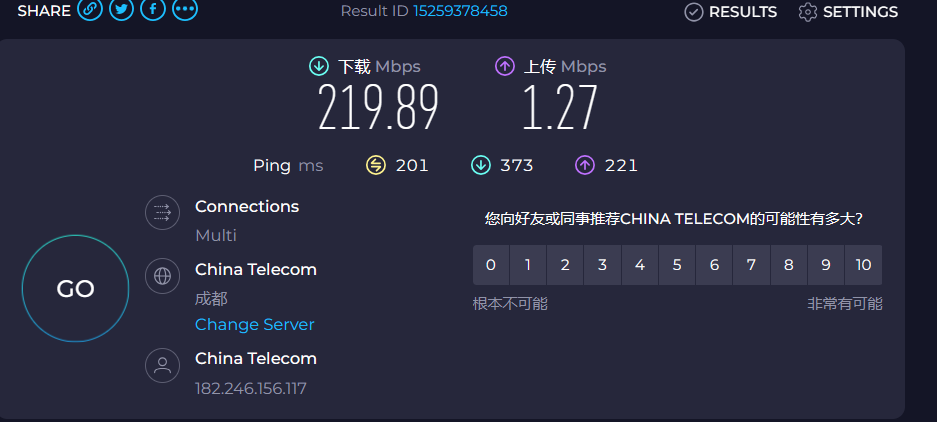 SHARE
Result ID 15259378458
RESULTS
SETTINGS
下载 Mbps
上传 Mbps
219.89
1.27
Ping ms
201
373
221
Connections
Multi
China Telecom
成都
Change Server
China Telecom
182.246.156.117
GO
您向好友或同事推荐CHINA TELECOM的可能性有多大?
0 1 2 3 4 5 6 7 8 9 10
根本不可能
非常有可能